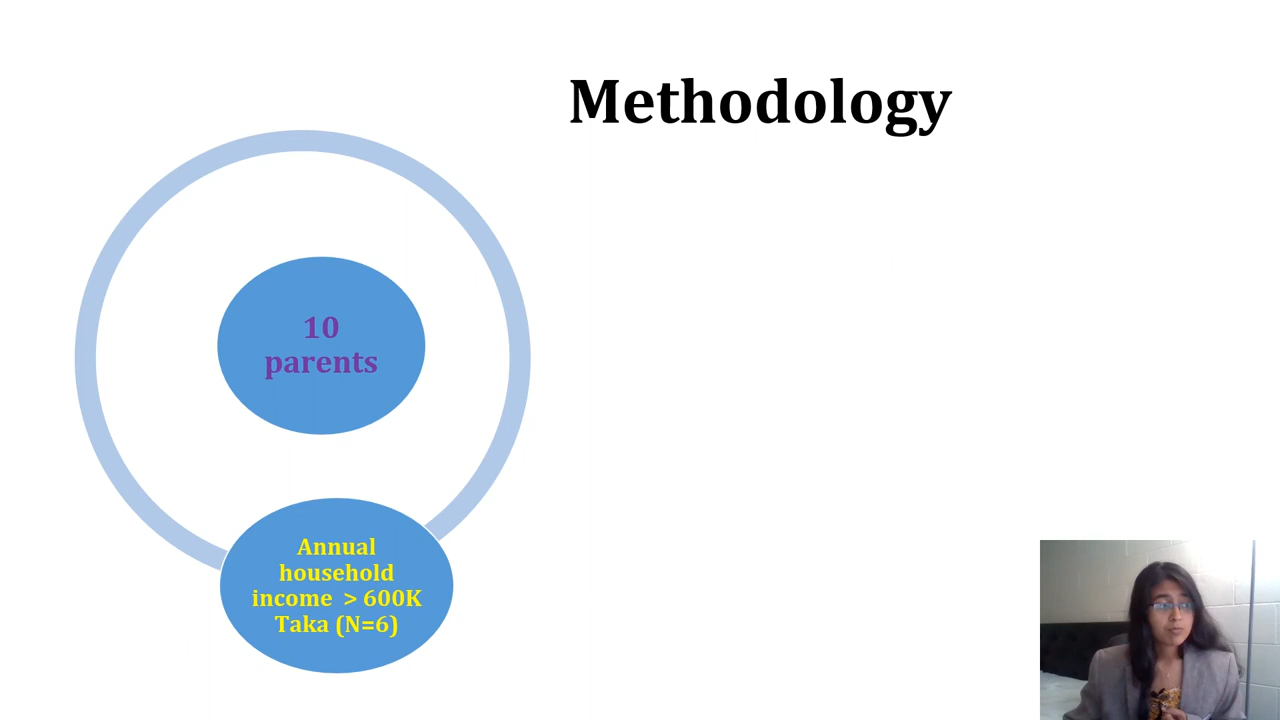 Methodology
10
parents
Annual
household
income > 600K
Taka (N=6)